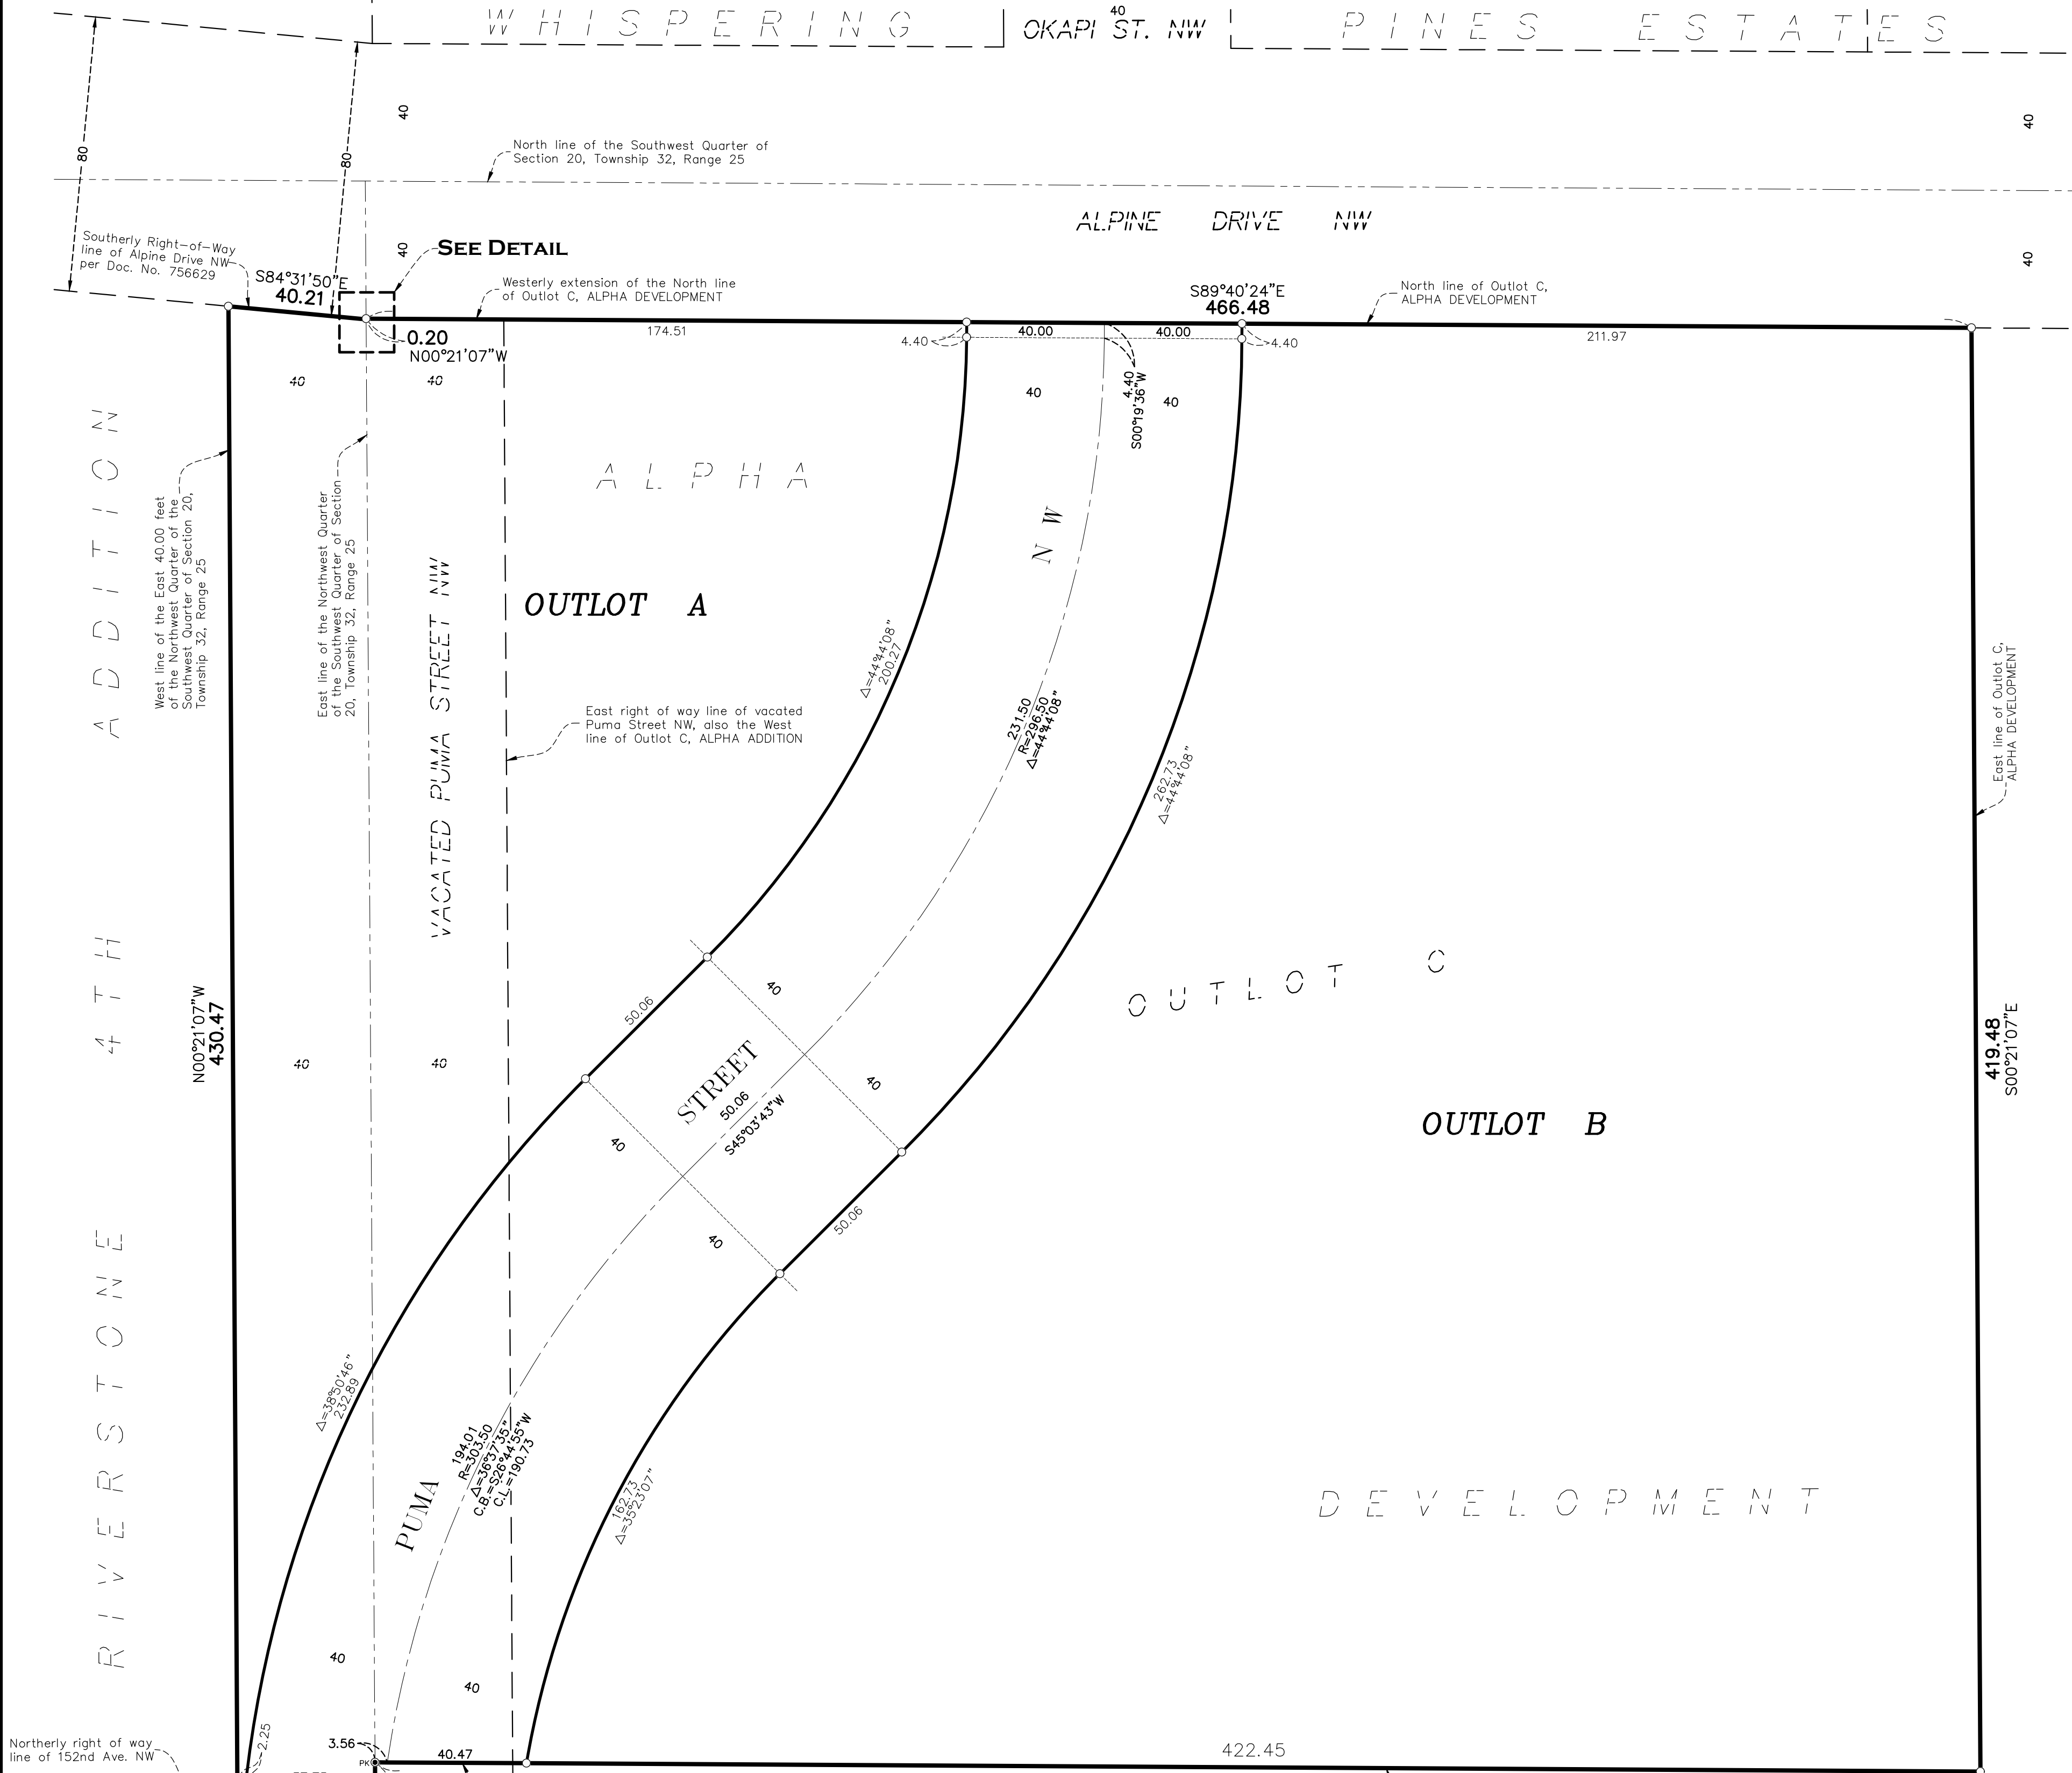 WHISPERING
40
OKAPI ST. NW
PINES ESTATES
80
80
40
40
North line of the Southwest Quarter of
Section 20, Township 32, Range 25
ALPINE DRIVE NW
40
40
SEE DETAIL
Southerly Right-of-Way
line of Alpine Drive NW
per Doc. No. 756629
S84°31'50"E
40.21
Westerly extension of the North line
of Outlot C, ALPHA DEVELOPMENT
S89°40'24"E
466.48
North line of Outlot C,
ALPHA DEVELOPMENT
0.20
N00°21'07"W
174.51
4.40
40.00
40.00
4.40
211.97
40
40
40
4.40
S00°19'36"W
40
ALPHA
OUTLOT A
NW
West line of the East 40.00 feet
of the Northwest Quarter of the
Southwest Quarter of Section 20,
Township 32, Range 25
East line of the Northwest Quarter
of the Southwest Quarter of Section
20, Township 32, Range 25
VACATED PUMA STREET NW
East right of way line of vacated
Puma Street NW, also the West
line of Outlot C, ALPHA ADDITION
Δ=44°44'08"
200.27
231.50
R=296.50
Δ=44°44'08"
262.73
Δ=44°44'08"
East line of Outlot C,
ALPHA DEVELOPMENT
RIVERSTONE 4TH ADDITION
N00°21'07"W
430.47
40
40
50.06
40
40
STREET
50.06
S45°03'43"W
40
40
50.06
OUTLOT C
OUTLOT B
419.48
S00°21'07"E
Δ=38°50'46"
232.89
PUMA
194.01
R=303.50
Δ=36°37'35"
C.B.=S26°44'55"W
C.L.=190.73
162.73
Δ=35°23'07"
DEVELOPMENT
40
40
Northerly right of way
line of 152nd Ave. NW
2.25
3.56
PK
40.47
422.45